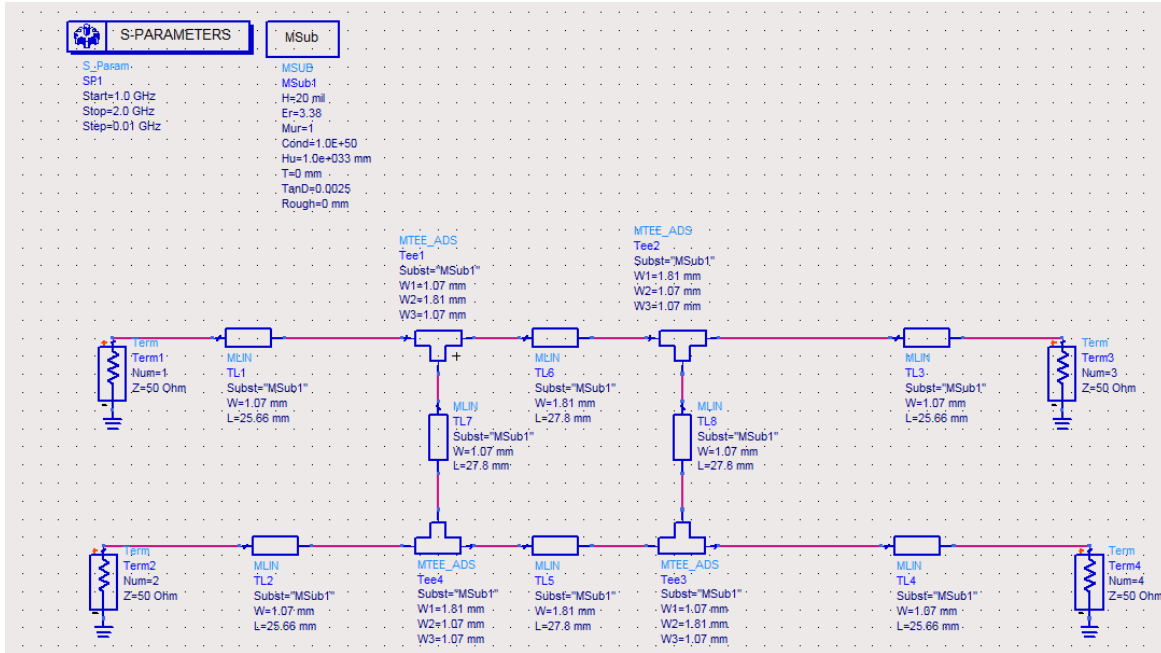 S-PARAMETERS
MSub
S_Param
SP1
Start=1.0 GHz
Stop=2.0 GHz
Step=0.01 GHz
MSUB
MSub1
H=20 mil
Er=3.38
Mur=1
Cond=1.0E+50
Hu=1.0e+033 mm
T=0 mm
TanD=0.0025
Rough=0 mm
MTEE_ADS
Tee1
Subst="MSub1"
W1=1.07 mm
W2=1.81 mm
W3=1.07 mm
MTEE_ADS
Tee2
Subst="MSub1"
W1=1.81 mm
W2=1.07 mm
W3=1.07 mm
Term
Term1
Num=1
Z=50 Ohm
MLIN
TL1
Subst="MSub1"
W=1.07 mm
L=25.66 mm
MLIN
TL6
Subst="MSub1"
W=1.81 mm
L=27.8 mm
MLIN
TL3
Subst="MSub1"
W=1.07 mm
L=25.66 mm
Term
Term3
Num=3
Z=50 Ohm
MLIN
TL7
Subst="MSub1"
W=1.07 mm
L=27.8 mm
MLIN
TL8
Subst="MSub1"
W=1.07 mm
L=27.8 mm
Term
Term2
Num=2
Z=50 Ohm
MLIN
TL2
Subst="MSub1"
W=1.07 mm
L=25.66 mm
MTEE_ADS
Tee4
Subst="MSub1"
W1=1.81 mm
W2=1.07 mm
W3=1.07 mm
MLIN
TL5
Subst="MSub1"
W=1.81 mm
L=27.8 mm
MTEE_ADS
Tee3
Subst="MSub1"
W1=1.07 mm
W2=1.81 mm
W3=1.07 mm
MLIN
TL4
Subst="MSub1"
W=1.07 mm
L=25.66 mm
Term
Term4
Num=4
Z=50 Ohm